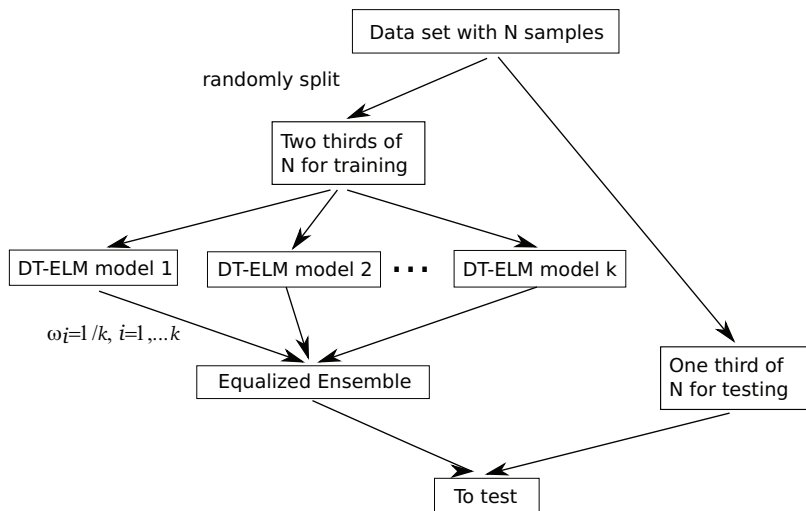 Data set with N samples
randomly split
Two thirds of
N for training
DT-ELM model 1
DT-ELM model 2
...
DT-ELM model k
ωi=1/k, i=1,...k
Equalized Ensemble
One third of
N for testing
To test